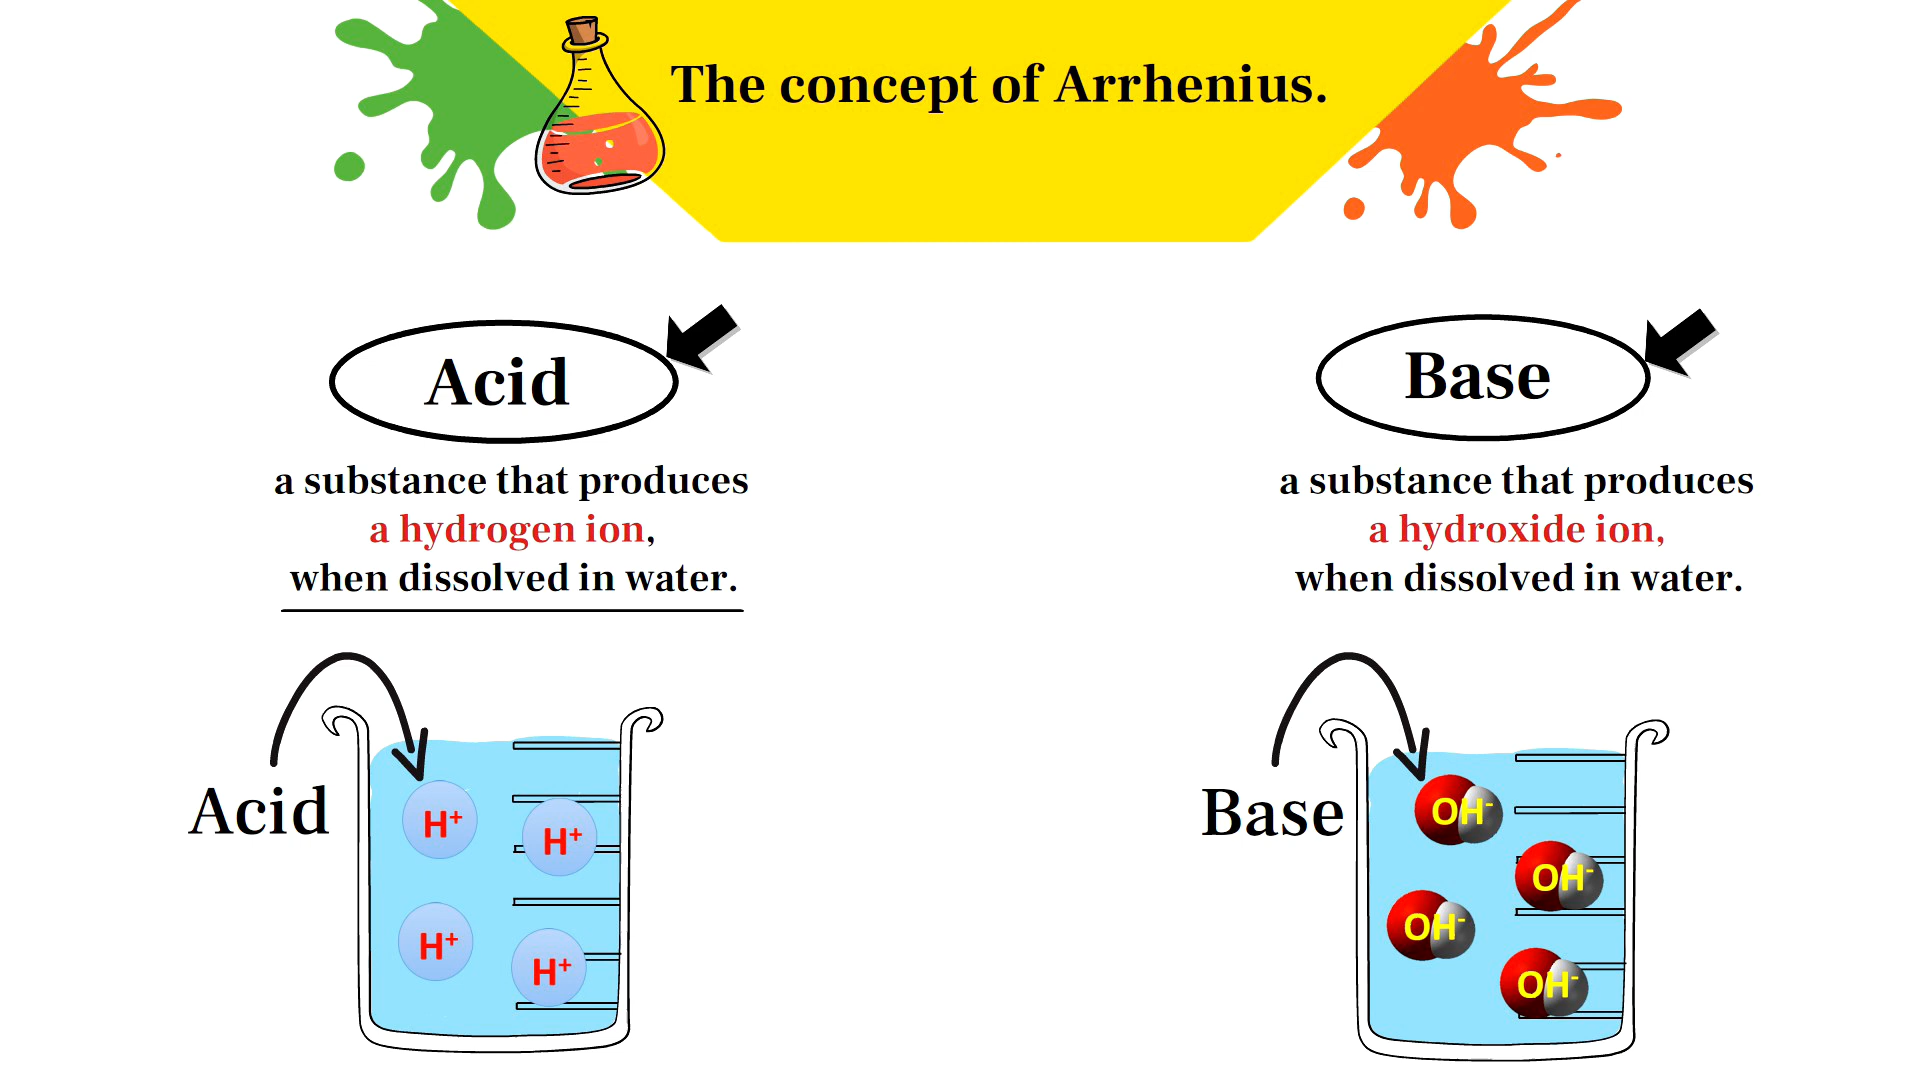 The concept of Arrhenius.
Acid
a substance that produces
a hydrogen ion,
when dissolved in water.
Acid
H⁺
H⁺
H⁺
H⁺
Base
a substance that produces
a hydroxide ion,
when dissolved in water.
Base
OH⁻
OH⁻
OH⁻
OH⁻